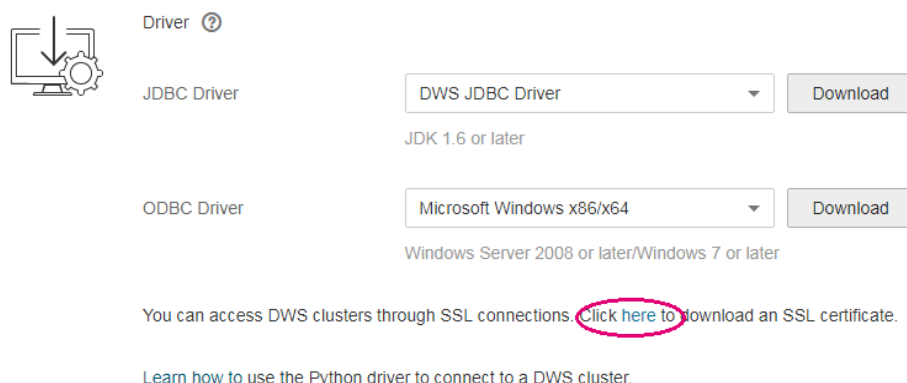 Driver ?
JDBC Driver DWS JDBC Driver Download
JDK 1.6 or later
ODBC Driver Microsoft Windows x86/x64 Download
Windows Server 2008 or later/Windows 7 or later
You can access DWS clusters through SSL connections. Click here to download an SSL certificate.
Learn how to use the Python driver to connect to a DWS cluster.